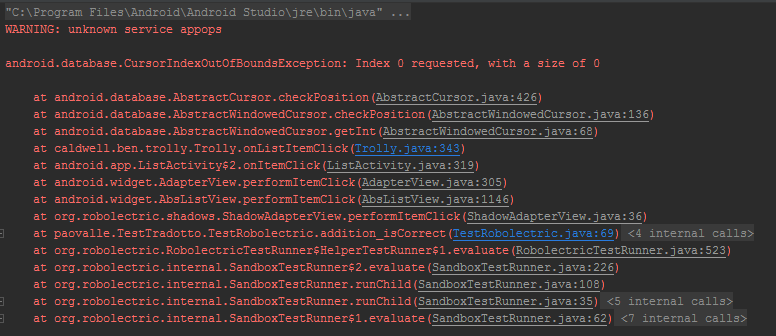 "C:\Program Files\Android\Android Studio\jre\bin\java" ...
WARNING: unknown service appops
android.database.CursorIndexOutOfBoundsException: Index 0 requested, with a size of 0
at android.database.AbstractCursor.checkPosition(AbstractCursor.java:426)
at android.database.AbstractWindowedCursor.checkPosition(AbstractWindowedCursor.java:136)
at android.database.AbstractWindowedCursor.getInt(AbstractWindowedCursor.java:68)
at caldwell.ben.trolly.Trolly.onListItemClick(Trolly.java:343)
at android.app.ListActivity$2.onItemClick(ListActivity.java:319)
at android.widget.AdapterView.performItemClick(AdapterView.java:305)
at android.widget.AbsListView.performItemClick(AbsListView.java:1146)
at org.robolectric.shadows.ShadowAdapterView.performItemClick(ShadowAdapterView.java:36)
at paovalle.TestTradotto.TestRobolectric.addition_isCorrect(TestRobolectric.java:69) <4 internal calls>
at org.robolectric.RobolectricTestRunner$HelperTestRunner$1.evaluate(RobolectricTestRunner.java:523)
at org.robolectric.internal.SandboxTestRunner$2.evaluate(SandboxTestRunner.java:226)
at org.robolectric.internal.SandboxTestRunner.runChild(SandboxTestRunner.java:108)
at org.robolectric.internal.SandboxTestRunner.runChild(SandboxTestRunner.java:35) <5 internal calls>
at org.robolectric.internal.SandboxTestRunner$1.evaluate(SandboxTestRunner.java:62) <7 internal calls>